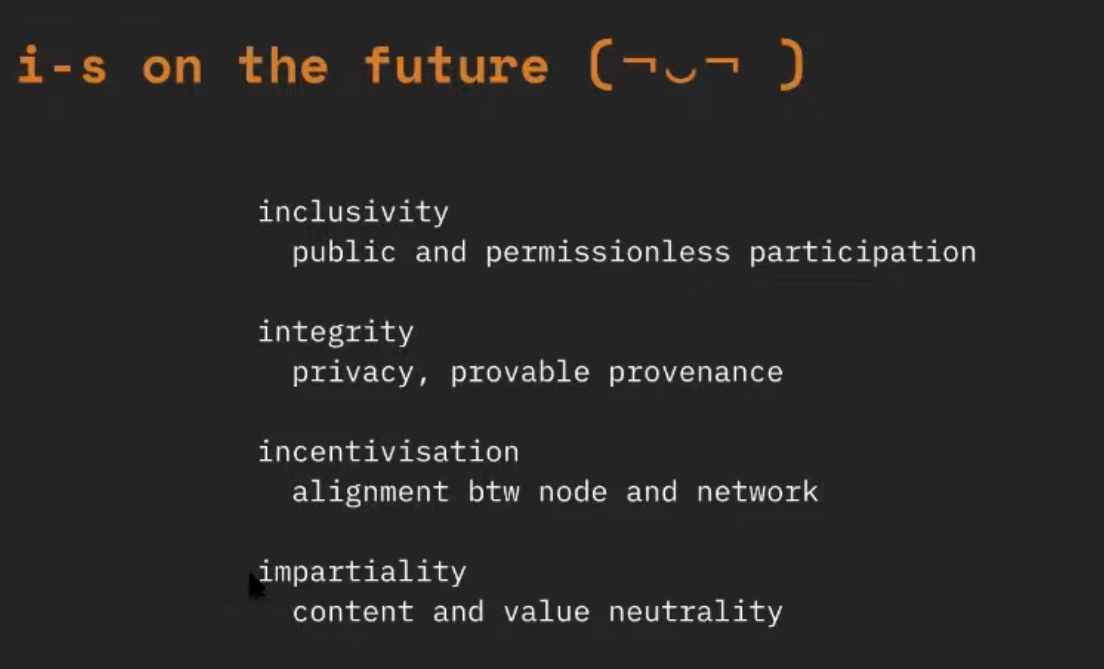 i-s on the future (¬‿¬ )
inclusivity
public and permissionless participation
integrity
privacy, provable provenance
incentivisation
alignment btw node and network
impartiality
content and value neutrality